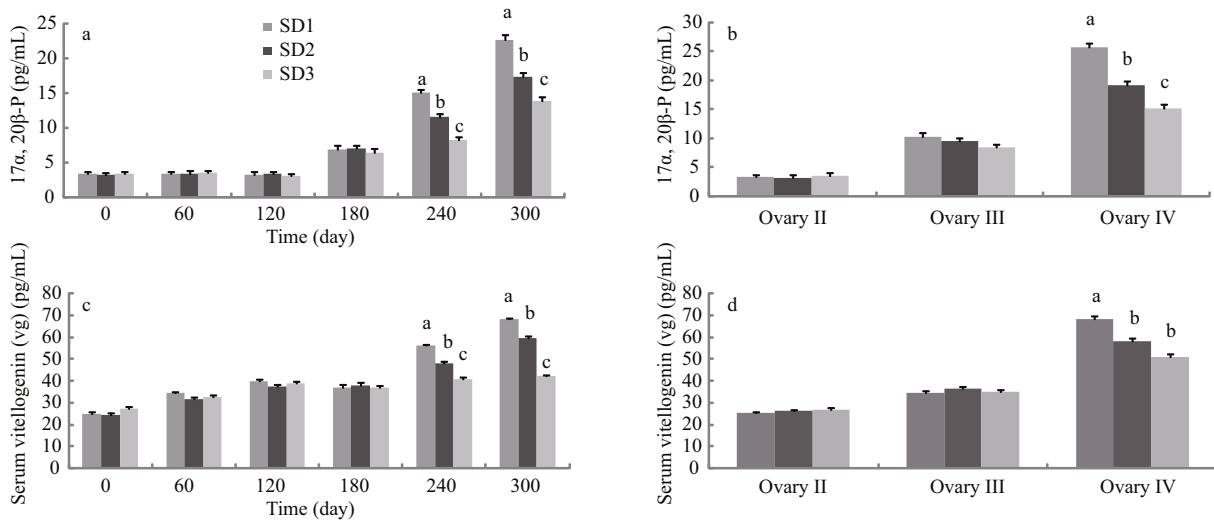 17α, 20β-P (pg/mL)
25
20
15
10
5
0
a
SD1
SD2
SD3
a
b
c
a
b
c
0 60 120 180 240 300
Time (day)
17α, 20β-P (pg/mL)
30
25
20
15
10
5
0
b
a
b
c
Ovary II Ovary III Ovary IV
Serum vitellogenin (vg) (pg/mL)
80
70
60
50
40
30
20
10
0
c
a
b
c
a
b
c
0 60 120 180 240 300
Time (day)
Serum vitellogenin (vg) (pg/mL)
80
70
60
50
40
30
20
10
0
d
a
b
b
Ovary II Ovary III Ovary IV